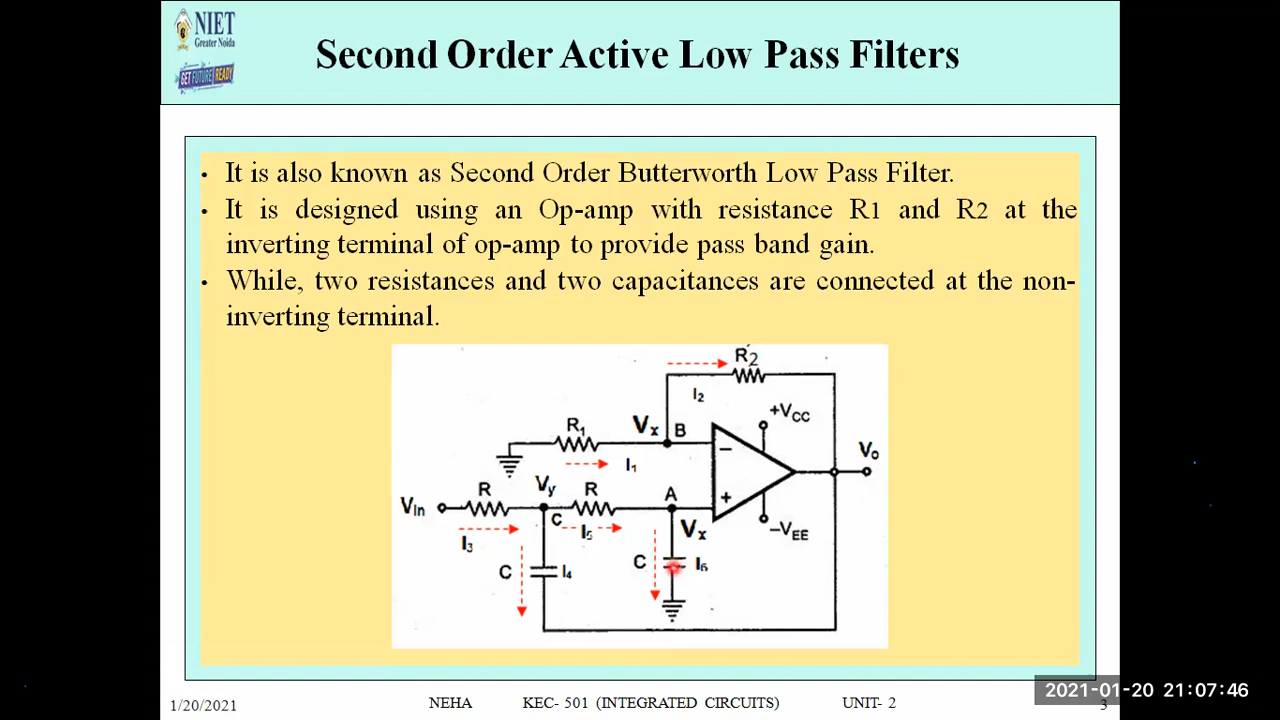 NIET
Greater Noida
GET FUTURE READY
Second Order Active Low Pass Filters
• It is also known as Second Order Butterworth Low Pass Filter.
• It is designed using an Op-amp with resistance R1 and R2 at the
inverting terminal of op-amp to provide pass band gain.
• While, two resistances and two capacitances are connected at the non-
inverting terminal.
R2
I2
+VCC
R1
Vx B
I1
−
Vo
VIn
R
Vy
R
A
+
C
I5
Vx
−VEE
I3
C
I4
C
I6
1/20/2021
NEHA
KEC- 501 (INTEGRATED CIRCUITS)
UNIT- 2
3
2021-01-20 21:07:46